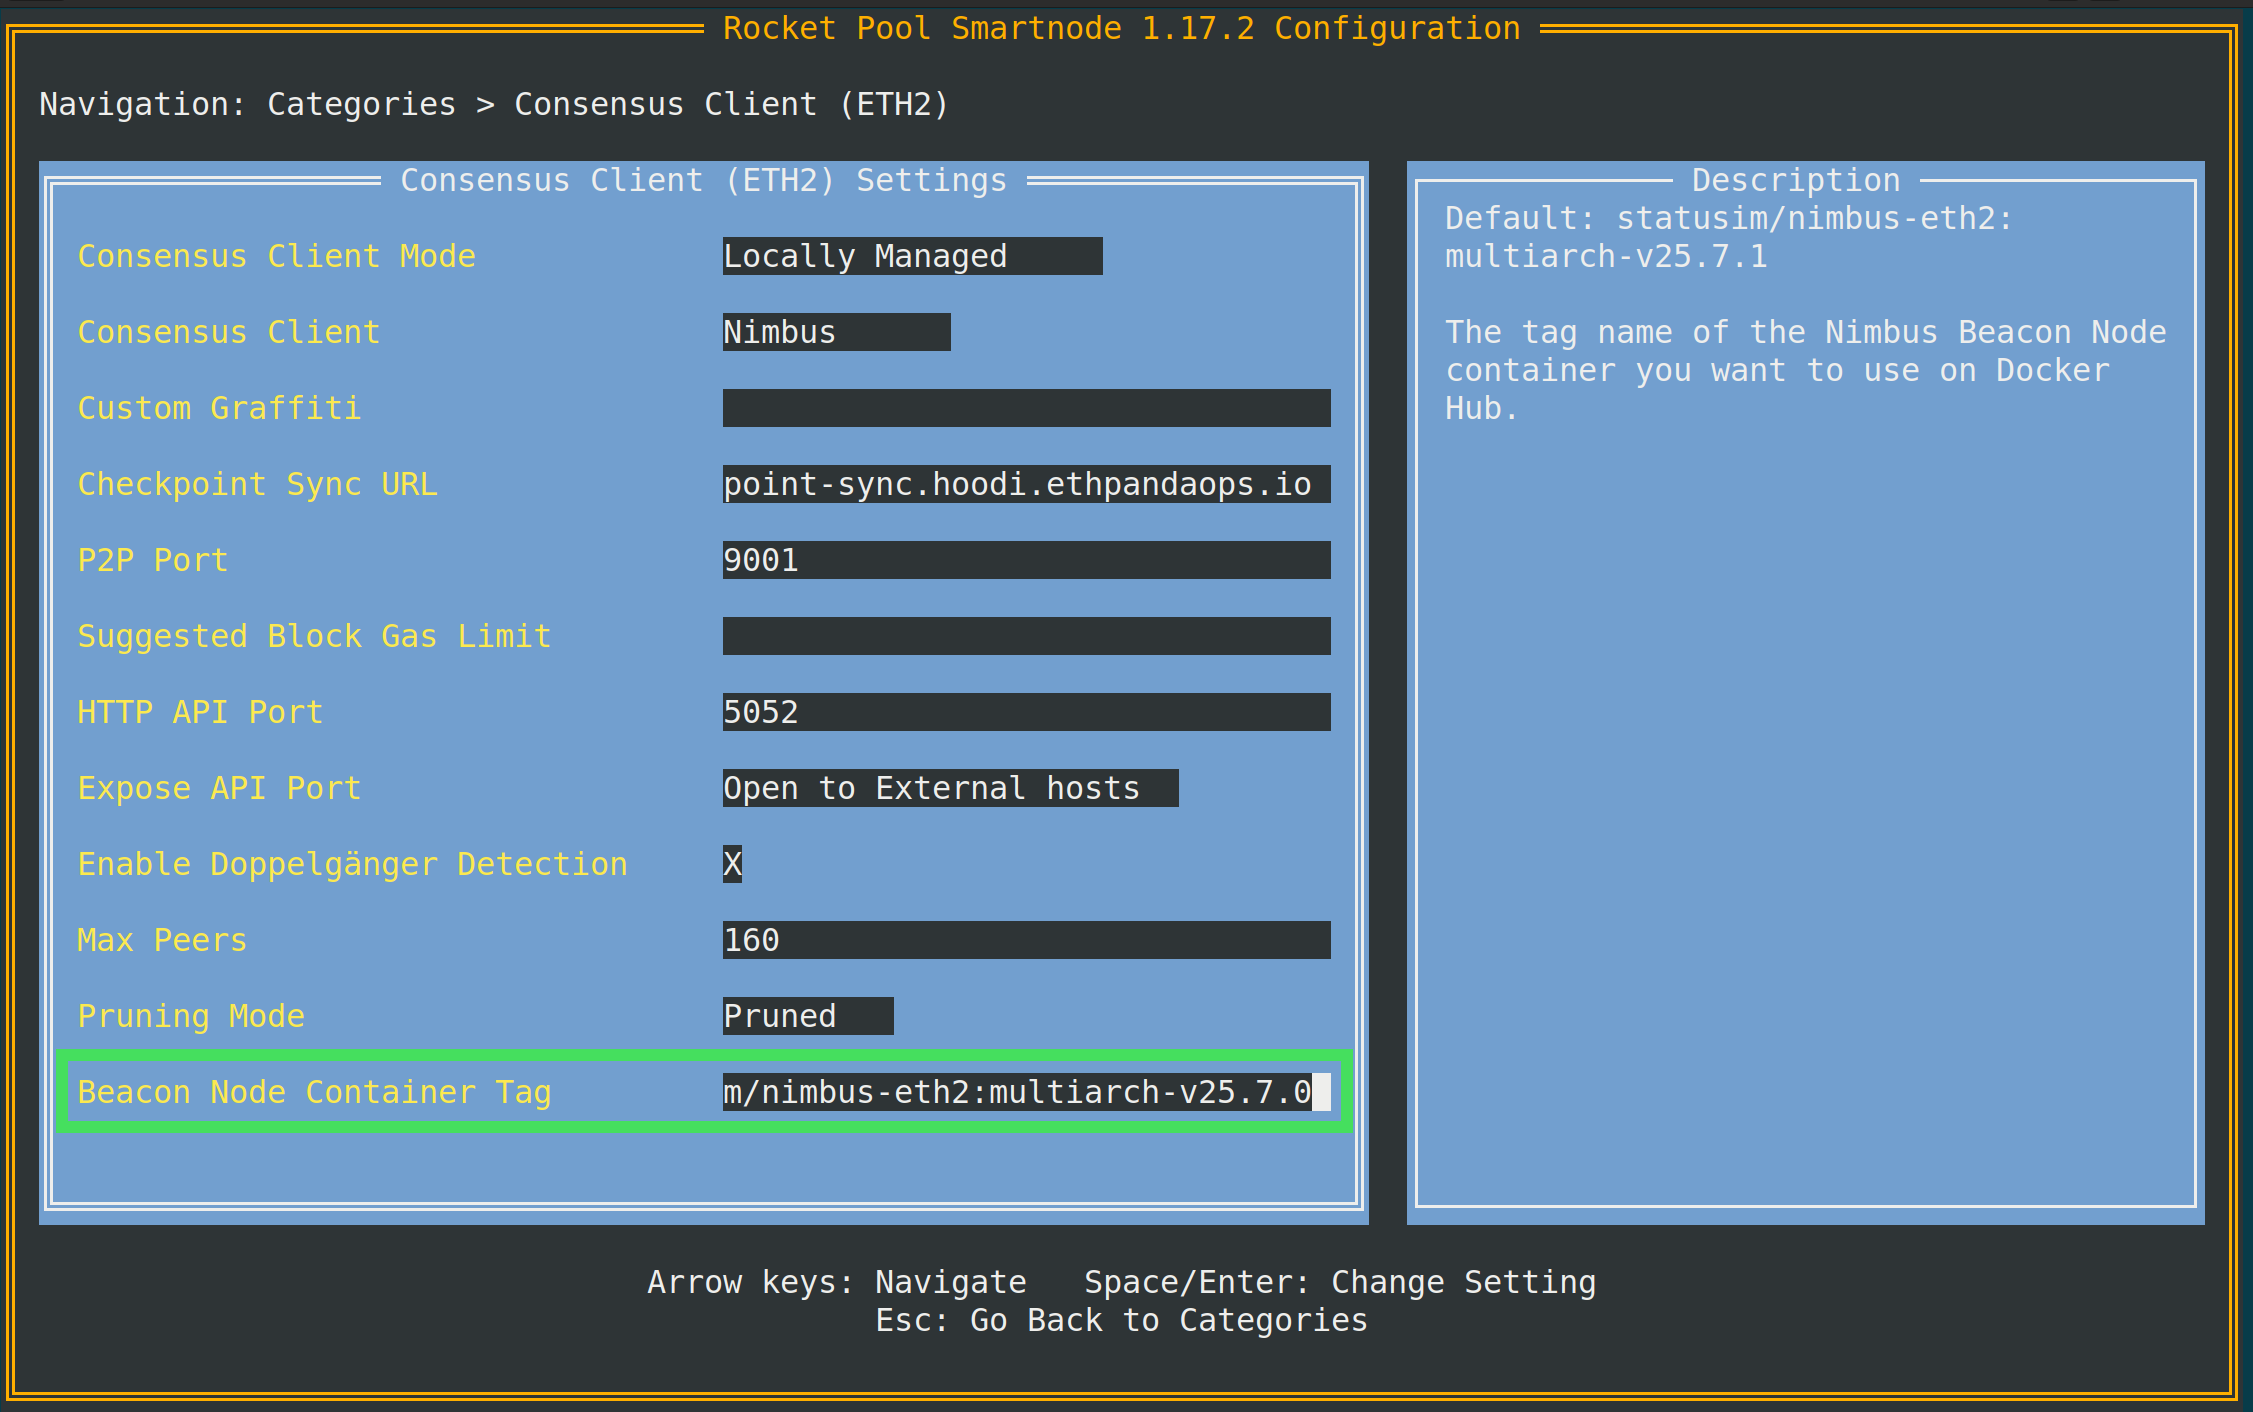 Rocket Pool Smartnode 1.17.2 Configuration
Navigation: Categories > Consensus Client (ETH2)
Consensus Client (ETH2) Settings
Consensus Client Mode Locally Managed
Consensus Client Nimbus
Custom Graffiti
Checkpoint Sync URL point-sync.hoodi.ethpandaops.io
P2P Port 9001
Suggested Block Gas Limit
HTTP API Port 5052
Expose API Port Open to External hosts
Enable Doppelgänger Detection X
Max Peers 160
Pruning Mode Pruned
Beacon Node Container Tag m/nimbus-eth2:multiarch-v25.7.0
Description
Default: statusim/nimbus-eth2:
multiarch-v25.7.1
The tag name of the Nimbus Beacon Node
container you want to use on Docker
Hub.
Arrow keys: Navigate Space/Enter: Change Setting
Esc: Go Back to Categories